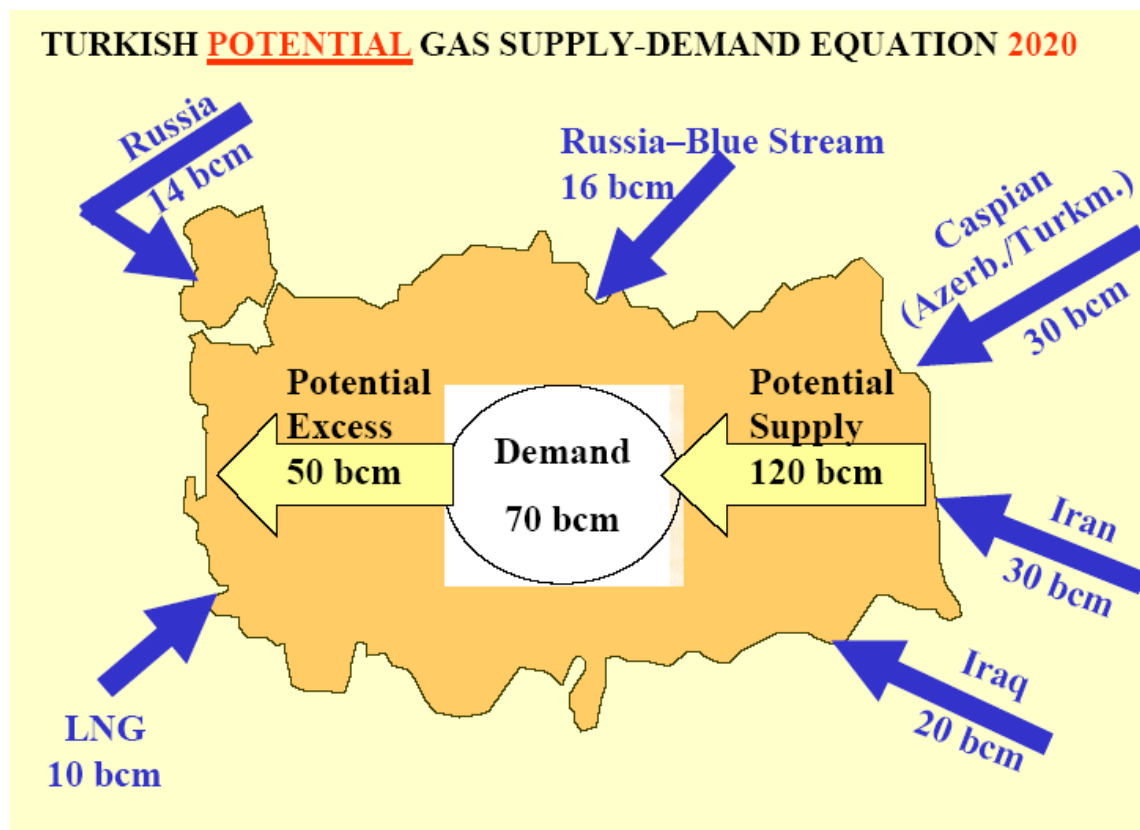 TURKISH POTENTIAL GAS SUPPLY-DEMAND EQUATION 2020
Russia
14 bcm
Russia–Blue Stream
16 bcm
Caspian
(Azerb./Turkm.)
30 bcm
Potential
Excess
50 bcm
Demand
70 bcm
Potential
Supply
120 bcm
Iran
30 bcm
Iraq
20 bcm
LNG
10 bcm